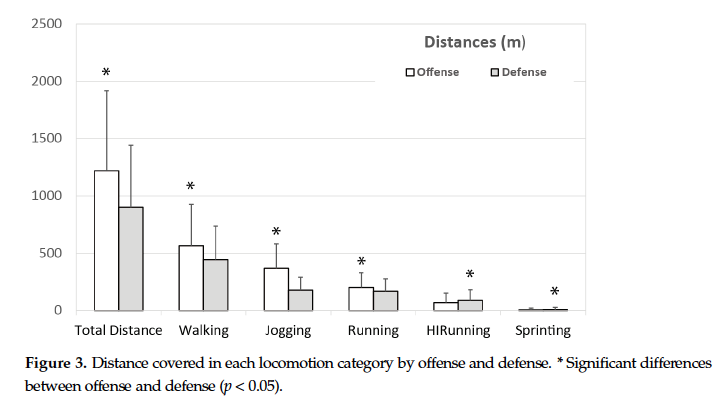 2500
Distances (m)
* Offense Defense
2000
1500
*
1000
*
500 * *
*
0
Total Distance Walking Jogging Running HIRunning Sprinting
Figure 3. Distance covered in each locomotion category by offense and defense. * Significant differences
between offense and defense (p < 0.05).